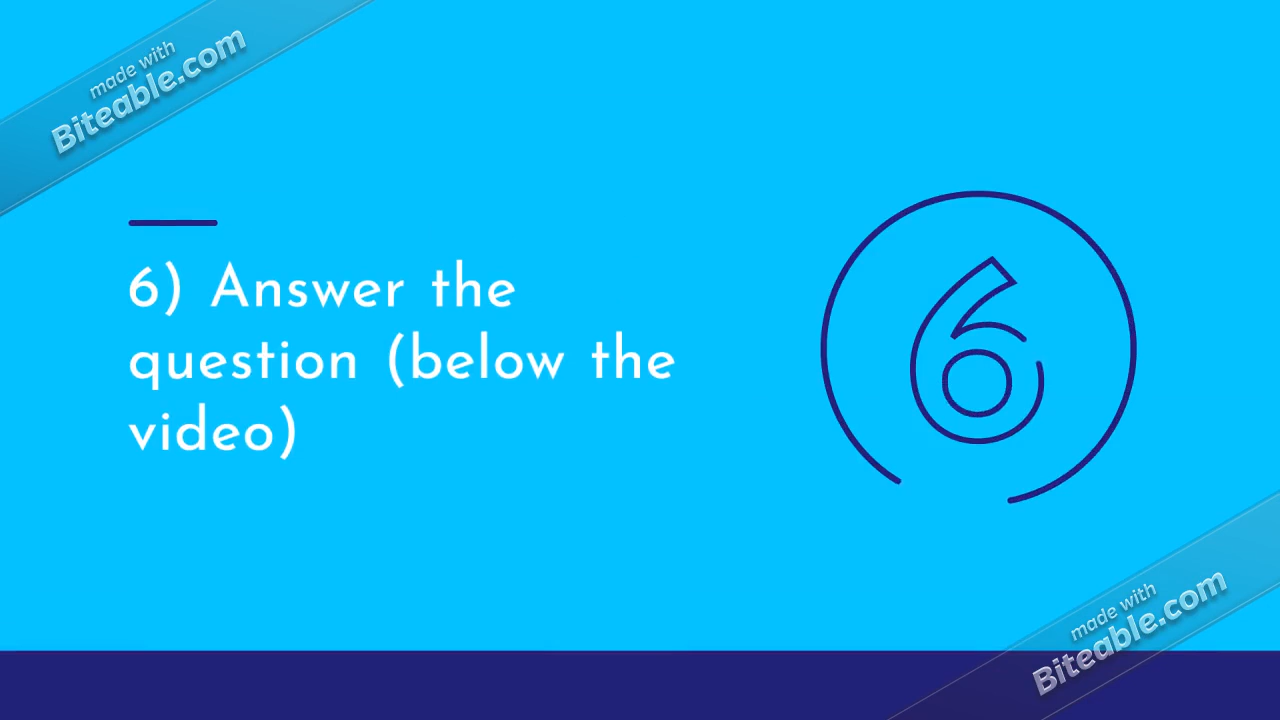 made with
Biteable.com
6) Answer the
question (below the
video)
6
made with
Biteable.com